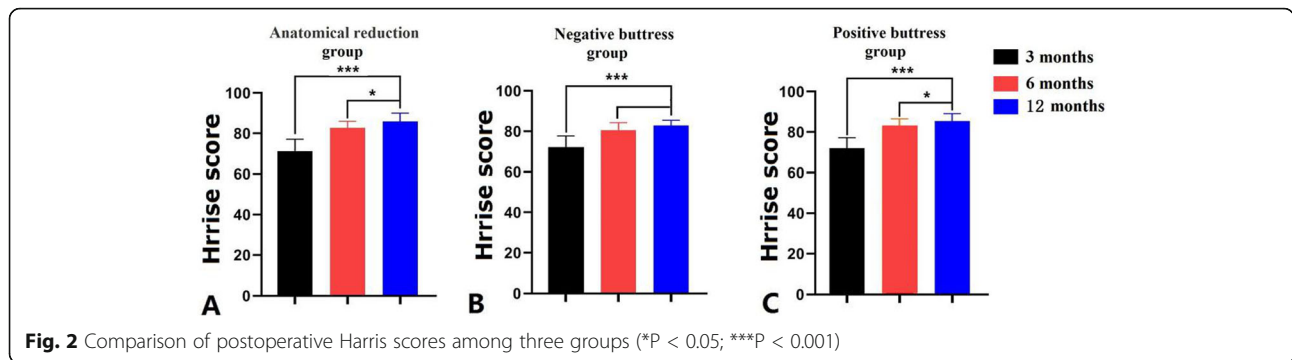 Anatomical reduction
group
***
*
100
80
60
40
20
0
Hrrise score
A
Negative buttress
group
***
100
80
60
40
20
0
Hrrise score
B
Positive buttress
group
***
*
100
80
60
40
20
0
Hrrise score
C
3 months
6 months
12 months
Fig. 2 Comparison of postoperative Harris scores among three groups (*P < 0.05; ***P < 0.001)